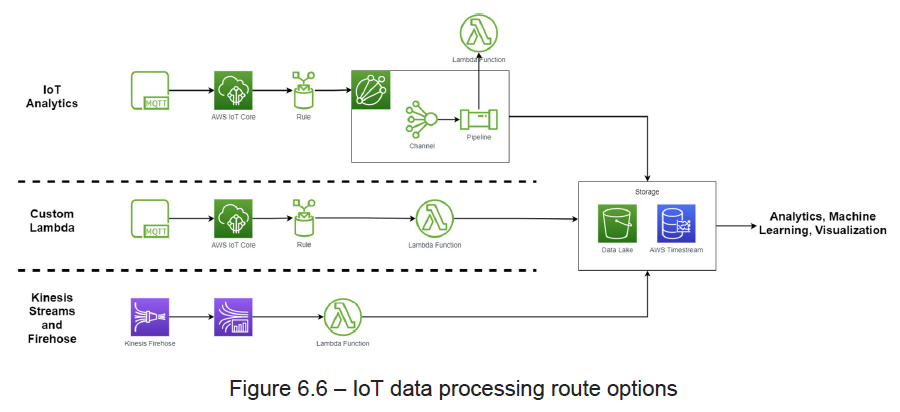 Lambda Function
IoT
Analytics
MQTT
AWS IoT Core
Rule
Channel
Pipeline
Storage
Custom
Lambda
MQTT
AWS IoT Core
Rule
Lambda Function
Data Lake
AWS Timestream
Analytics, Machine
Learning, Visualization
Kinesis
Streams
and
Firehose
Kinesis Firehose
Lambda Function
Figure 6.6 – IoT data processing route options